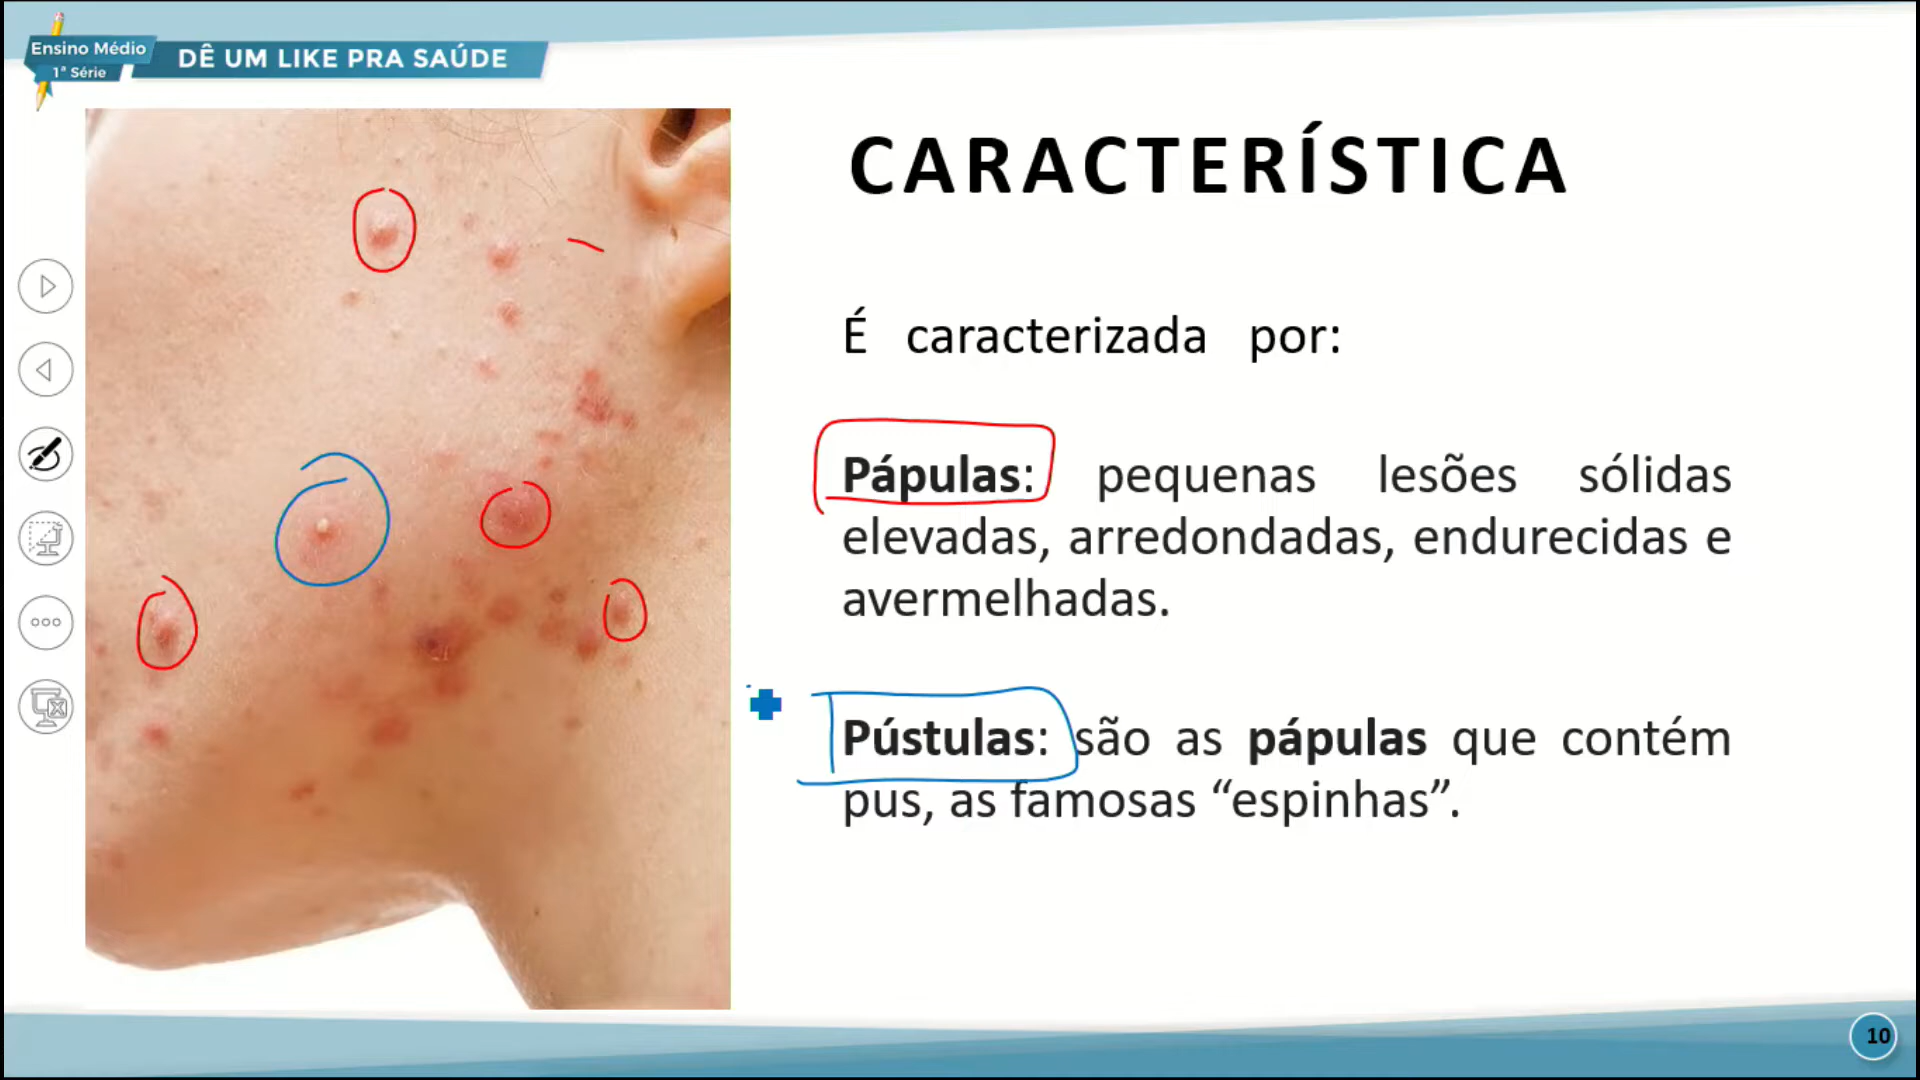 Ensino Médio
1ª Série
DÊ UM LIKE PRA SAÚDE
CARACTERÍSTICA
É caracterizada por:
Pápulas: pequenas lesões sólidas
elevadas, arredondadas, endurecidas e
avermelhadas.
Pústulas: são as pápulas que contém
pus, as famosas “espinhas”.
10